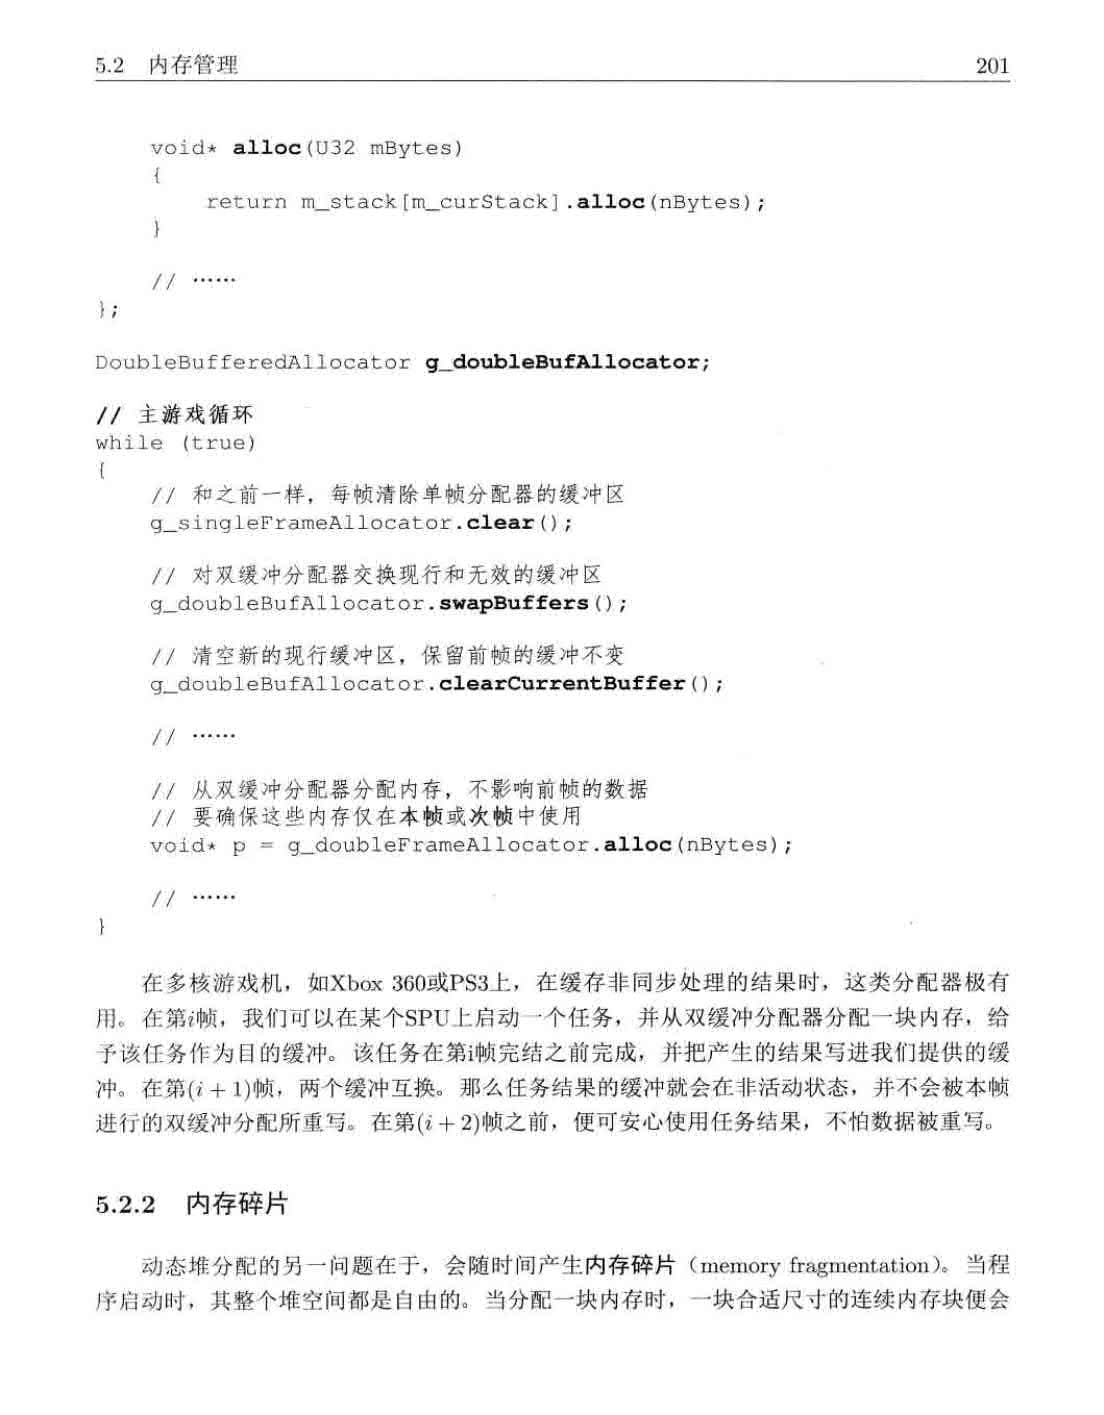 5.2 内存管理 201
void* alloc(U32 mBytes)
{
return m_stack[m_curStack].alloc(nBytes);
}
// ……
};
DoubleBufferedAllocator g_doubleBufAllocator;
// 主游戏循环
while (true)
{
// 和之前一样，每帧清除单帧分配器的缓冲区
g_singleFrameAllocator.clear();
// 对双缓冲分配器交换现行和无效的缓冲区
g_doubleBufAllocator.swapBuffers();
// 清空新的现行缓冲区，保留前帧的缓冲不变
g_doubleBufAllocator.clearCurrentBuffer();
// ……
// 从双缓冲分配器分配内存，不影响前帧的数据
// 要确保这些内存仅在本帧或次帧中使用
void* p = g_doubleFrameAllocator.alloc(nBytes);
// ……
}
在多核游戏机，如Xbox 360或PS3上，在缓存非同步处理的结果时，这类分配器极有
用。在第i帧，我们可以在某个SPU上启动一个任务，并从双缓冲分配器分配一块内存，给
予该任务作为目的缓冲。该任务在第i帧完结之前完成，并把产生的结果写进我们提供的缓
冲。在第(i + 1)帧，两个缓冲互换。那么任务结果的缓冲就会在非活动状态，并不会被本帧
进行的双缓冲分配所重写。在第(i + 2)帧之前，便可安心使用任务结果，不怕数据被重写。
5.2.2 内存碎片
动态堆分配的另一问题在于，会随时间产生内存碎片（memory fragmentation）。当程
序启动时，其整个堆空间都是自由的。当分配一块内存时，一块合适尺寸的连续内存块便会